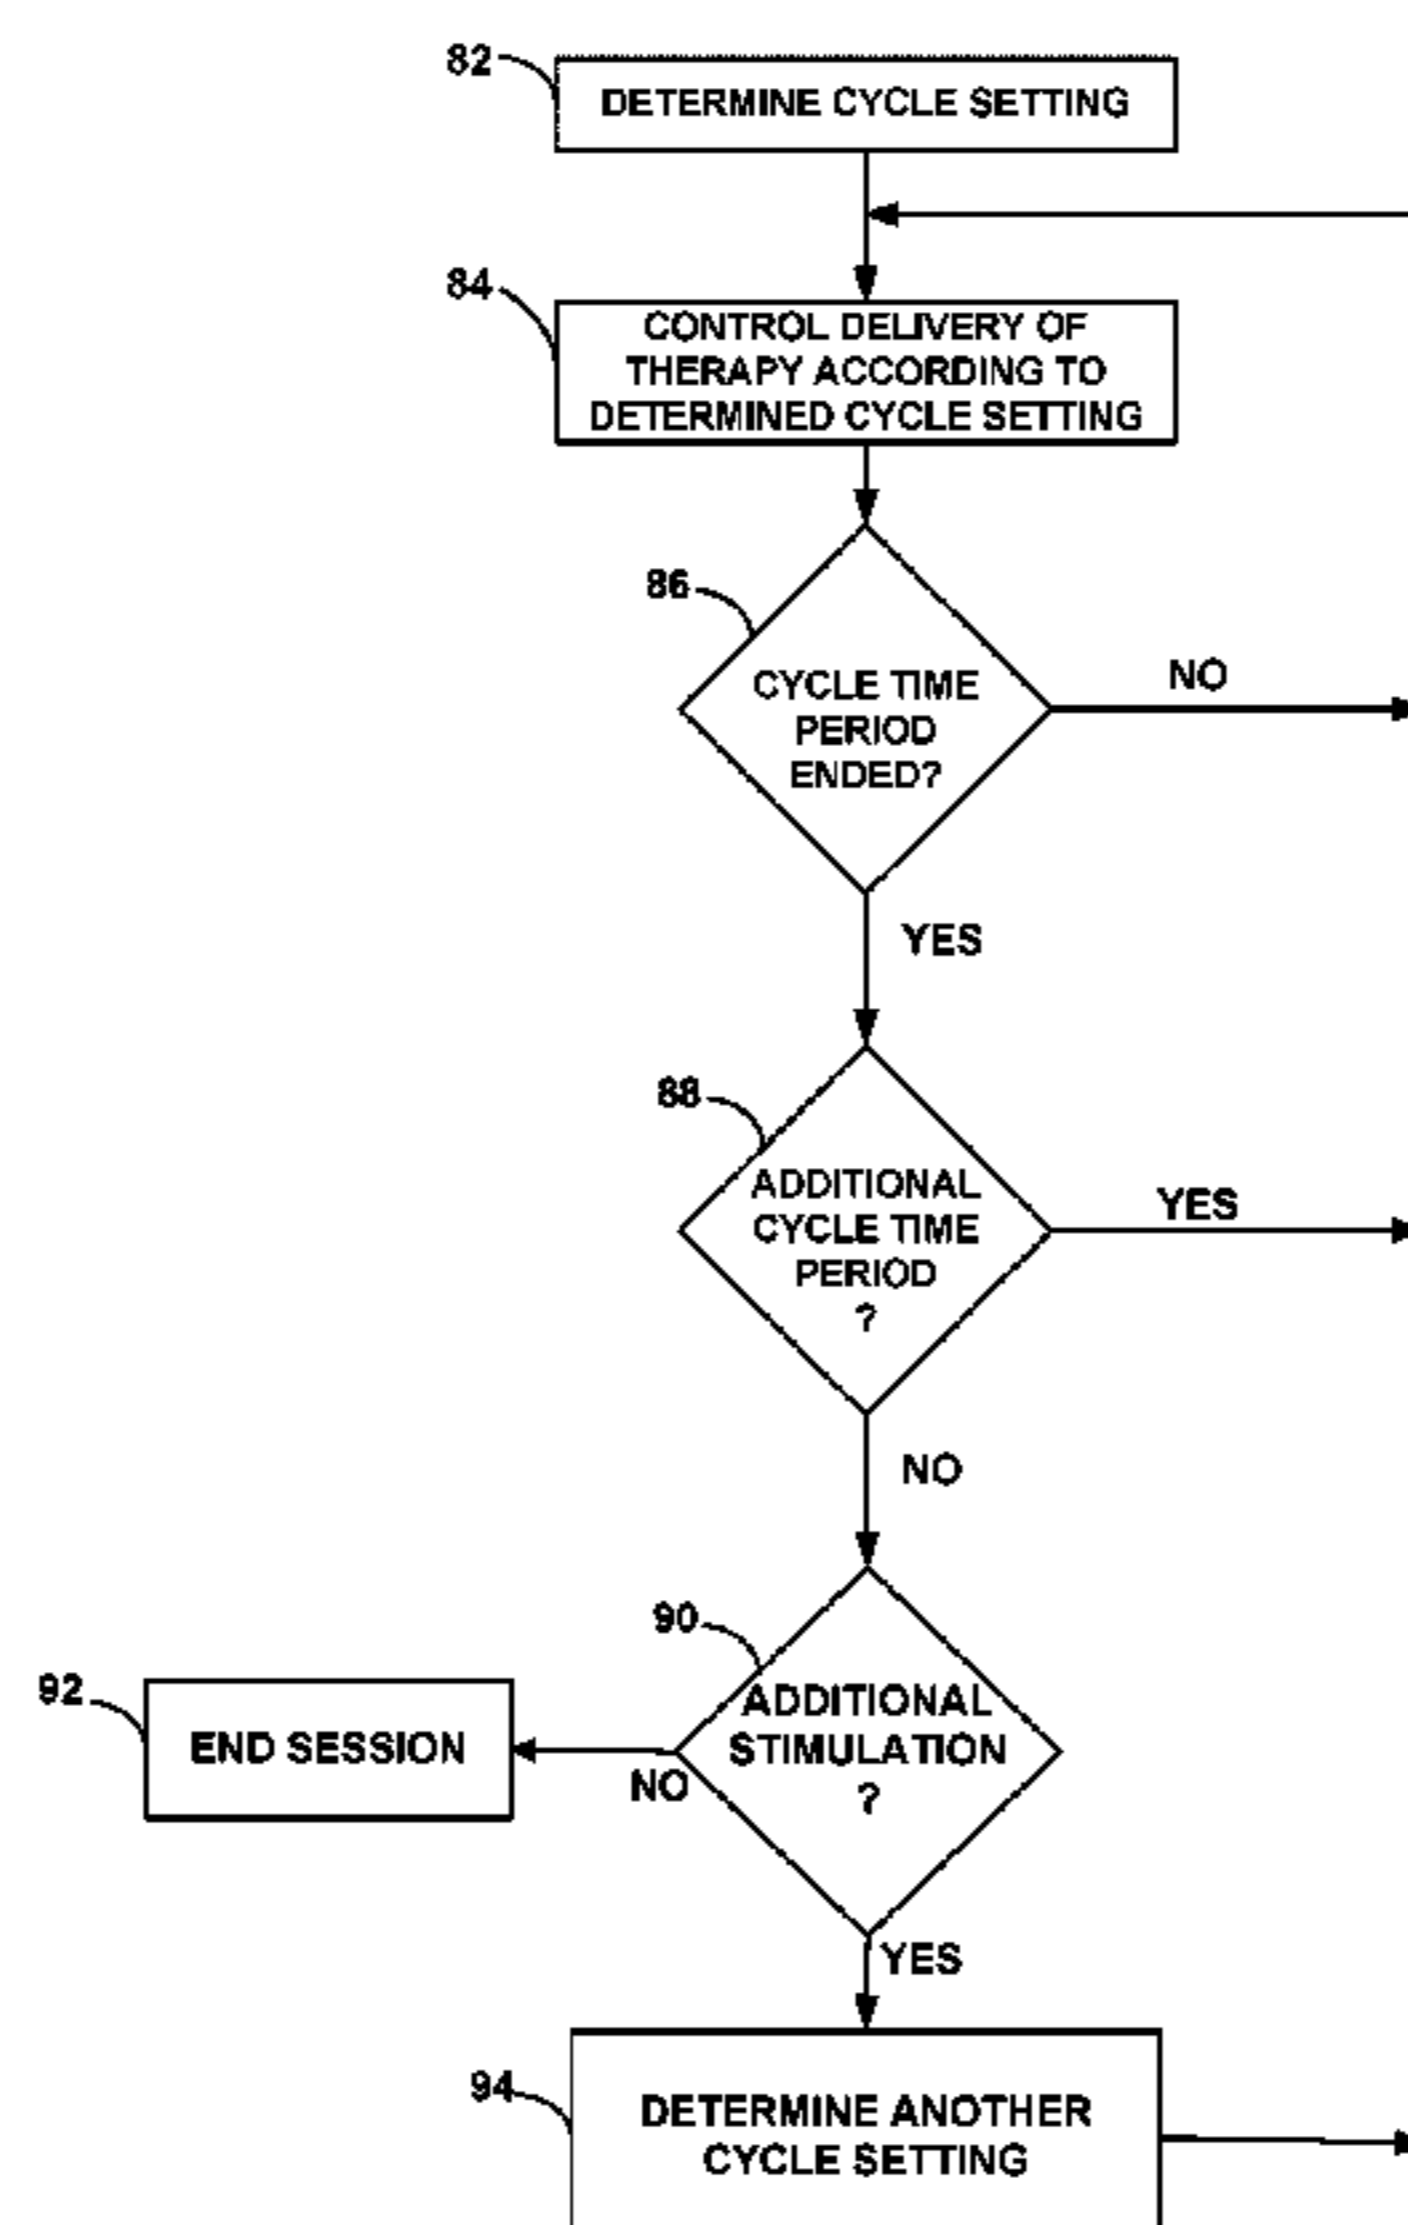 82
DETERMINE CYCLE SETTING
84
CONTROL DELIVERY OF
THERAPY ACCORDING TO
DETERMINED CYCLE SETTING
86
CYCLE TIME
PERIOD
ENDED?
NO
YES
88
ADDITIONAL
CYCLE TIME
PERIOD
?
YES
NO
90
ADDITIONAL
STIMULATION
?
92
END SESSION
NO
YES
94
DETERMINE ANOTHER
CYCLE SETTING